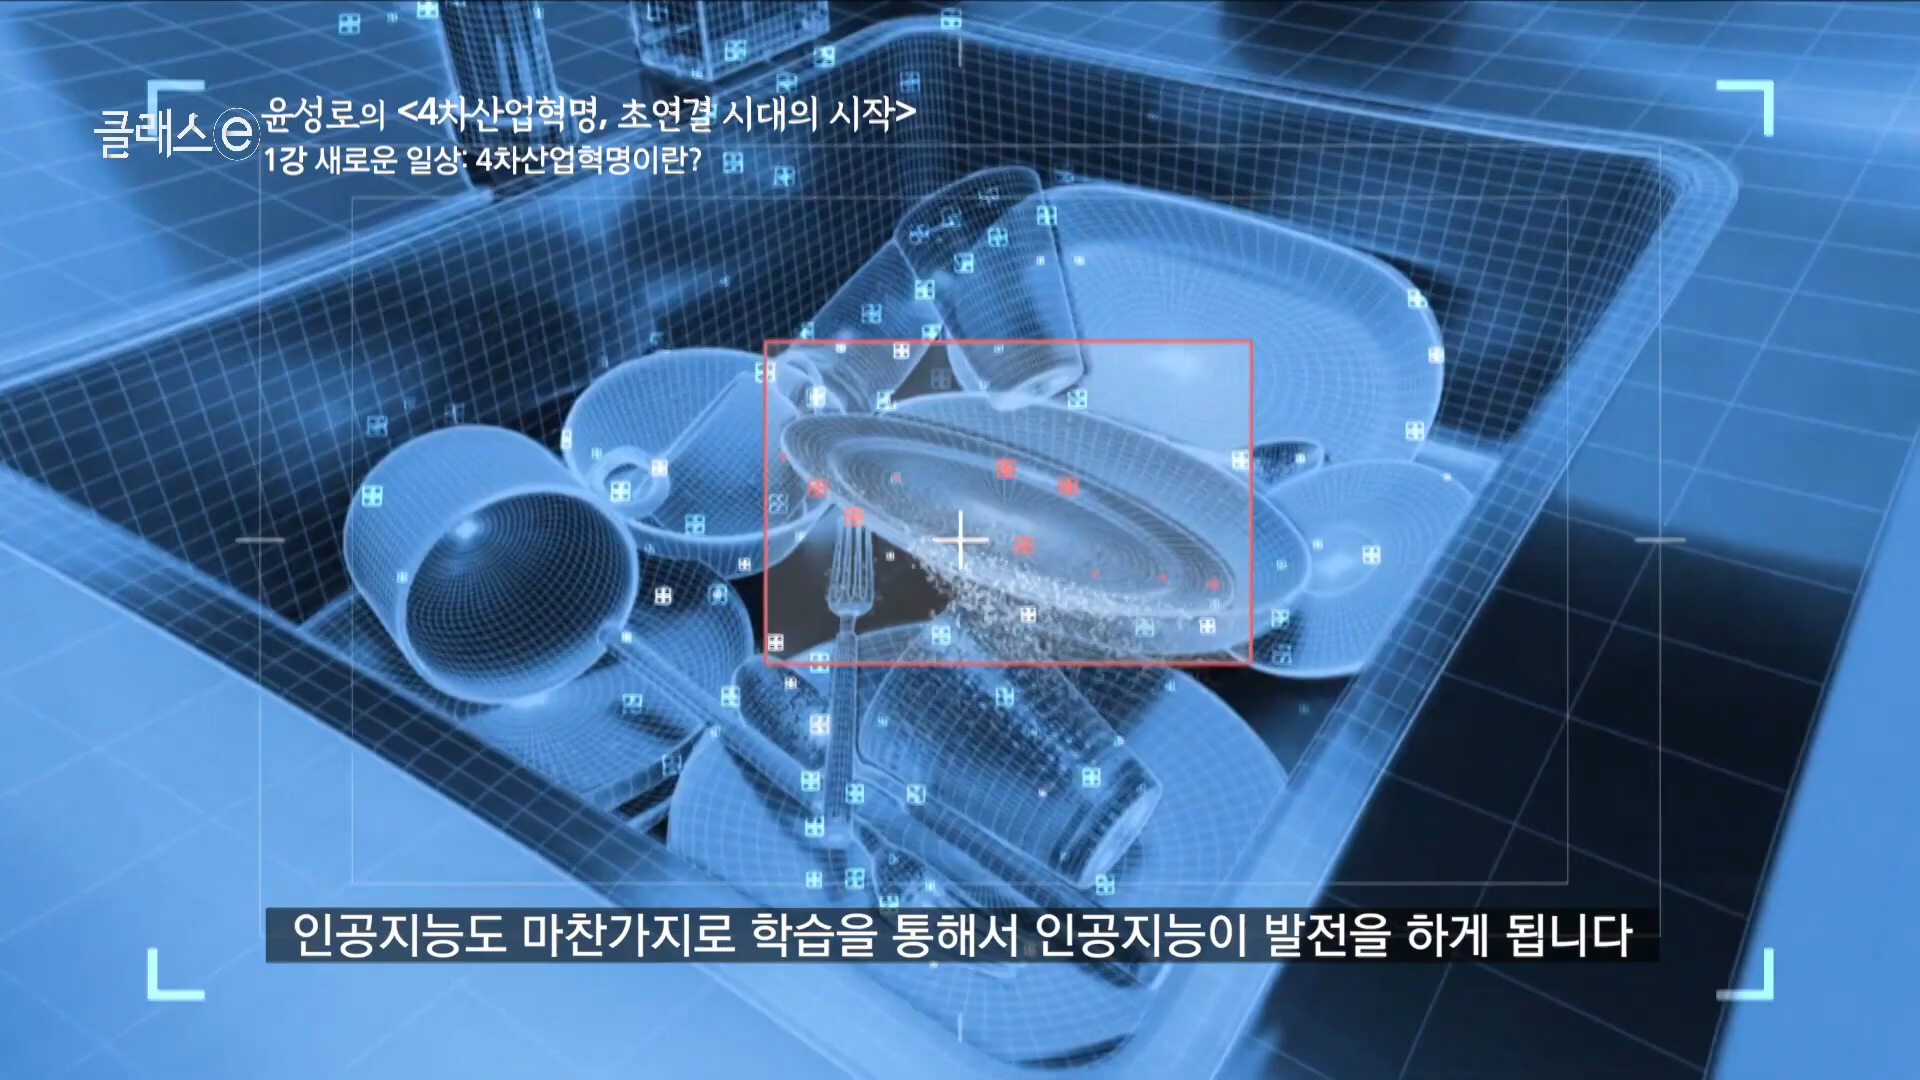 클래스e
윤성로의 <4차산업혁명, 초연결 시대의 시작>
1강 새로운 일상: 4차산업혁명이란?
인공지능도 마찬가지로 학습을 통해서 인공지능이 발전을 하게 됩니다